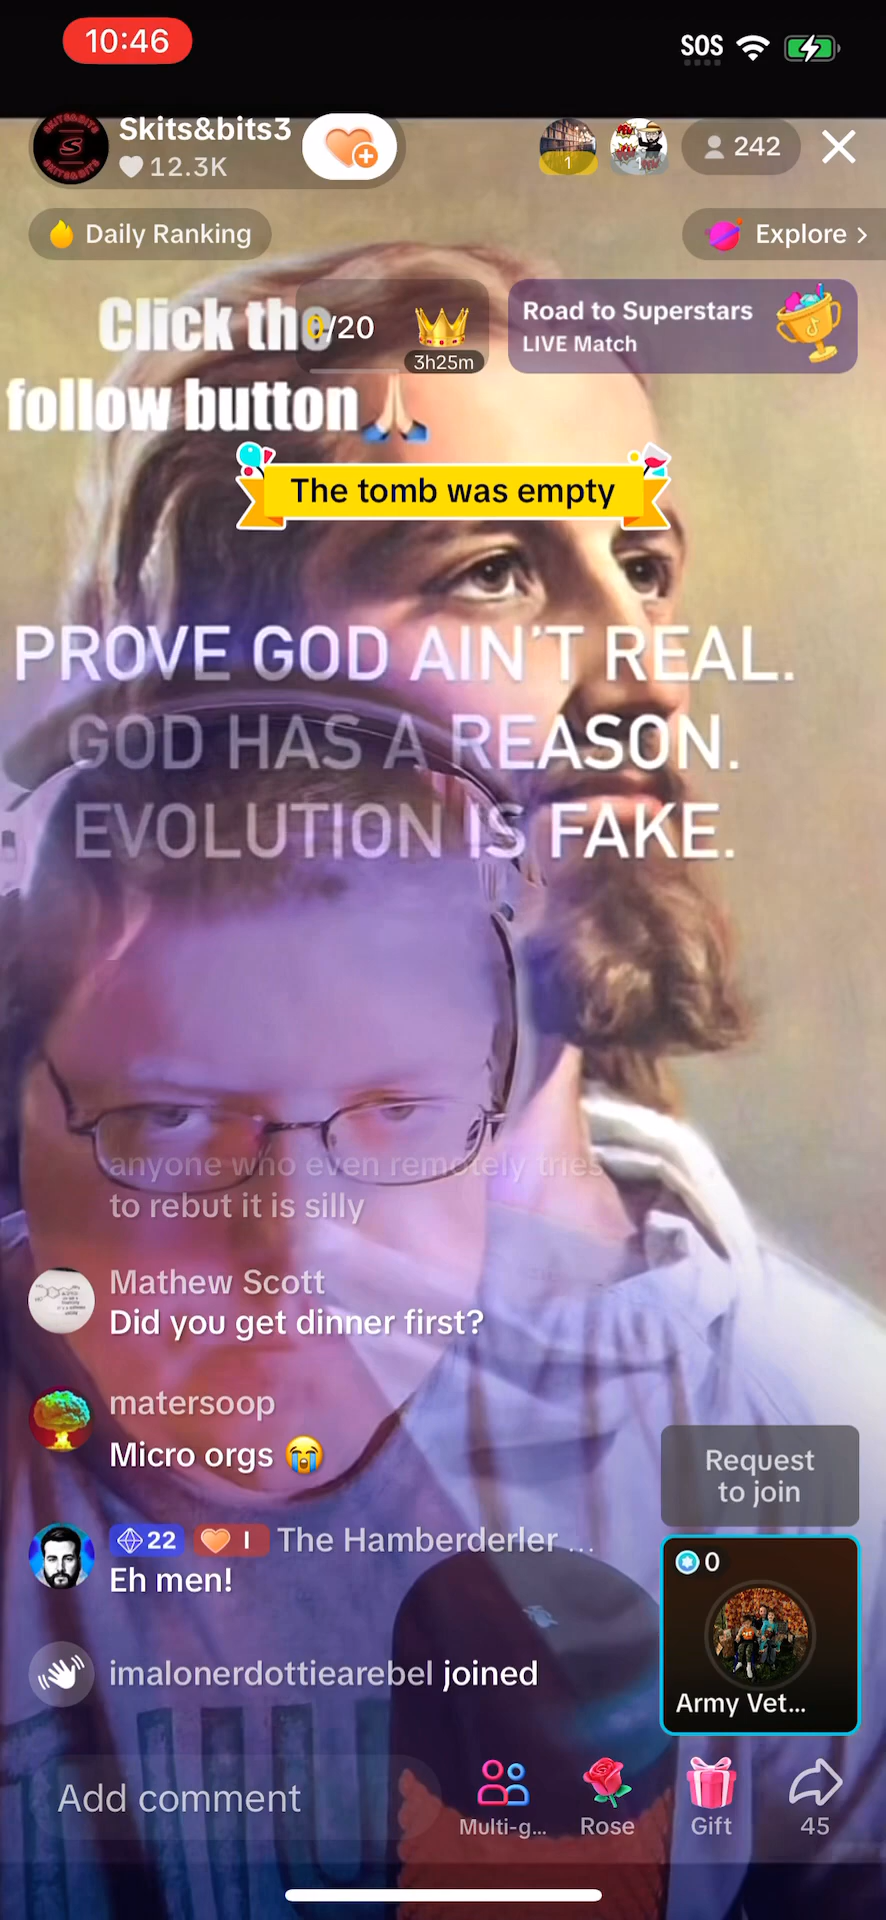 10:46
SOS
Skits&bits3
12.3K
1
242
Daily Ranking
Explore >
Click the
0/20
3h25m
Road to Superstars
LIVE Match
follow button🙏🏻
The tomb was empty
PROVE GOD AIN'T REAL.
GOD HAS A REASON.
EVOLUTION IS FAKE.
anyone who even remotely tries
to rebut it is silly
Mathew Scott
Did you get dinner first?
matersoop
Micro orgs 😭
22 I The Hamberderler ...
Eh men!
imalonerdottiearebel joined
Request
to join
0
Army Vet...
Add comment
Multi-g...
Rose
Gift
45